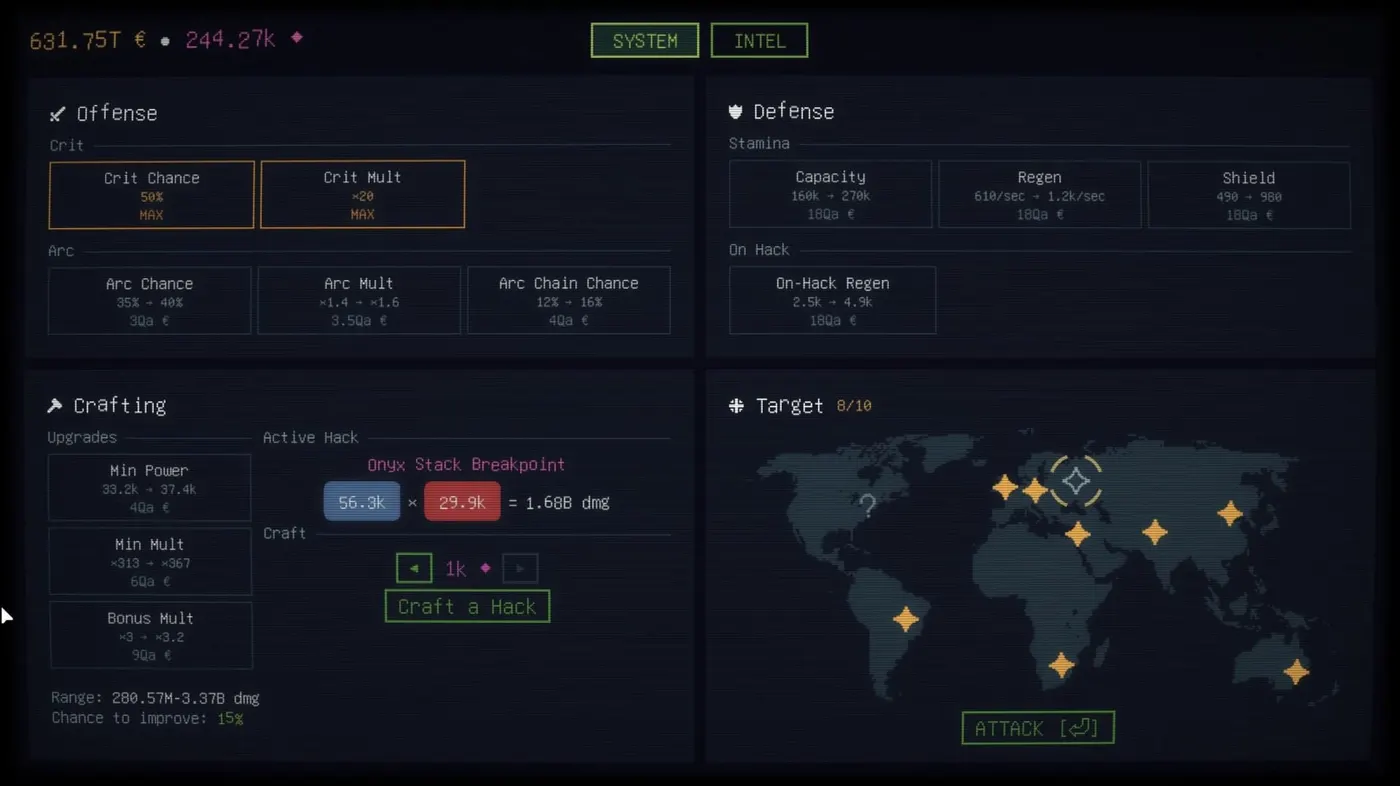 631.75T € ● 244.27k ◆
SYSTEM
INTEL
Offense
Crit
Crit Chance
50%
MAX
Crit Mult
×20
MAX
Arc
Arc Chance
35% → 40%
3Qa €
Arc Mult
×1.4 → ×1.6
3.5Qa €
Arc Chain Chance
12% → 16%
4Qa €
Defense
Stamina
Capacity
160k → 270k
18Qa €
Regen
610/sec → 1.2k/sec
18Qa €
Shield
490 → 980
18Qa €
On Hack
On-Hack Regen
2.5k → 4.9k
18Qa €
Crafting
Upgrades
Min Power
33.2k → 37.4k
4Qa €
Min Mult
×313 → ×367
6Qa €
Bonus Mult
×3 → ×3.2
9Qa €
Range: 280.57M-3.37B dmg
Chance to improve: 15%
Active Hack
Onyx Stack Breakpoint
56.3k × 29.9k = 1.68B dmg
Craft
◄ 1k ◆ ►
Craft a Hack
Target 8/10
?
ATTACK [⏎]